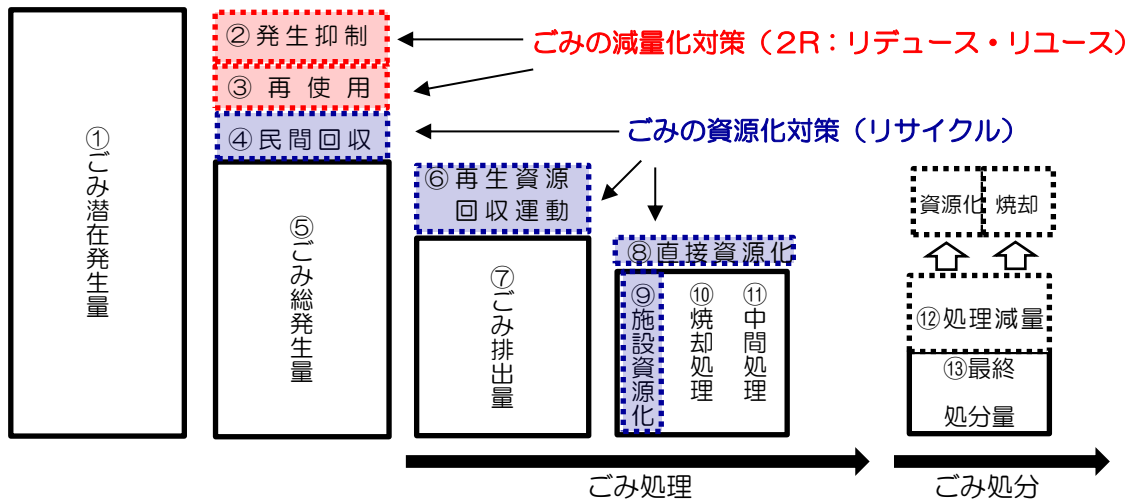 ①ごみ潜在発生量
②発生抑制
③再使用
④民間回収
⑤ごみ総発生量
ごみの減量化対策（2R：リデュース・リユース）
ごみの資源化対策（リサイクル）
⑥再生資源
回収運動
⑦ごみ排出量
⑧直接資源化
⑨施設資源化
⑩焼却処理
⑪中間処理
資源化
焼却
⑫処理減量
⑬最終
処分量
ごみ処理
ごみ処分